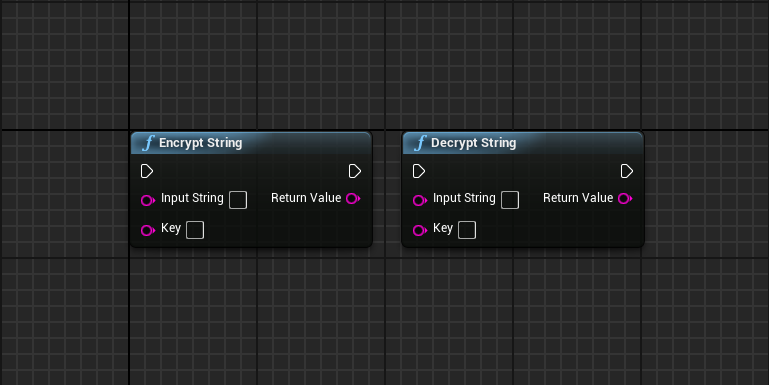 Encrypt String
Input String
Return Value
Key
Decrypt String
Input String
Return Value
Key